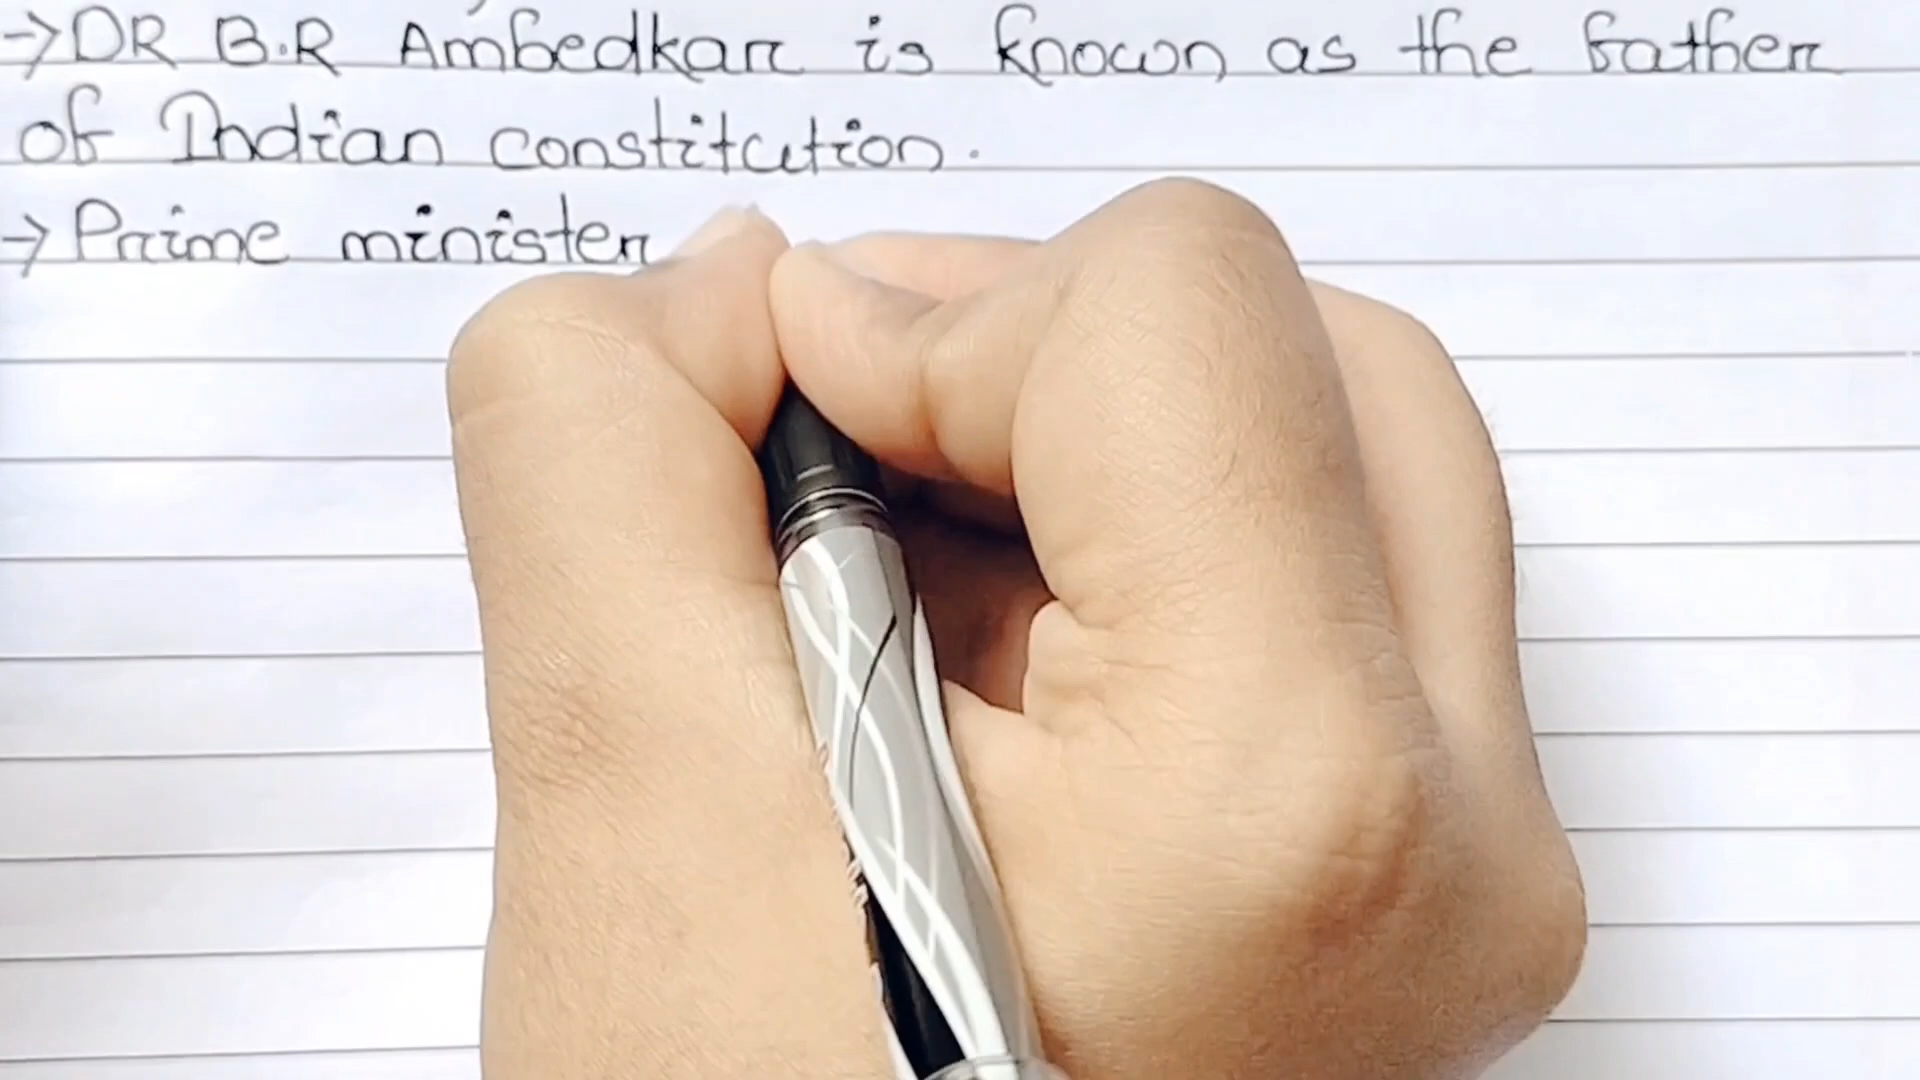 →DR B.R Ambedkar is known as the father
of Indian constitution.
→Prime minister